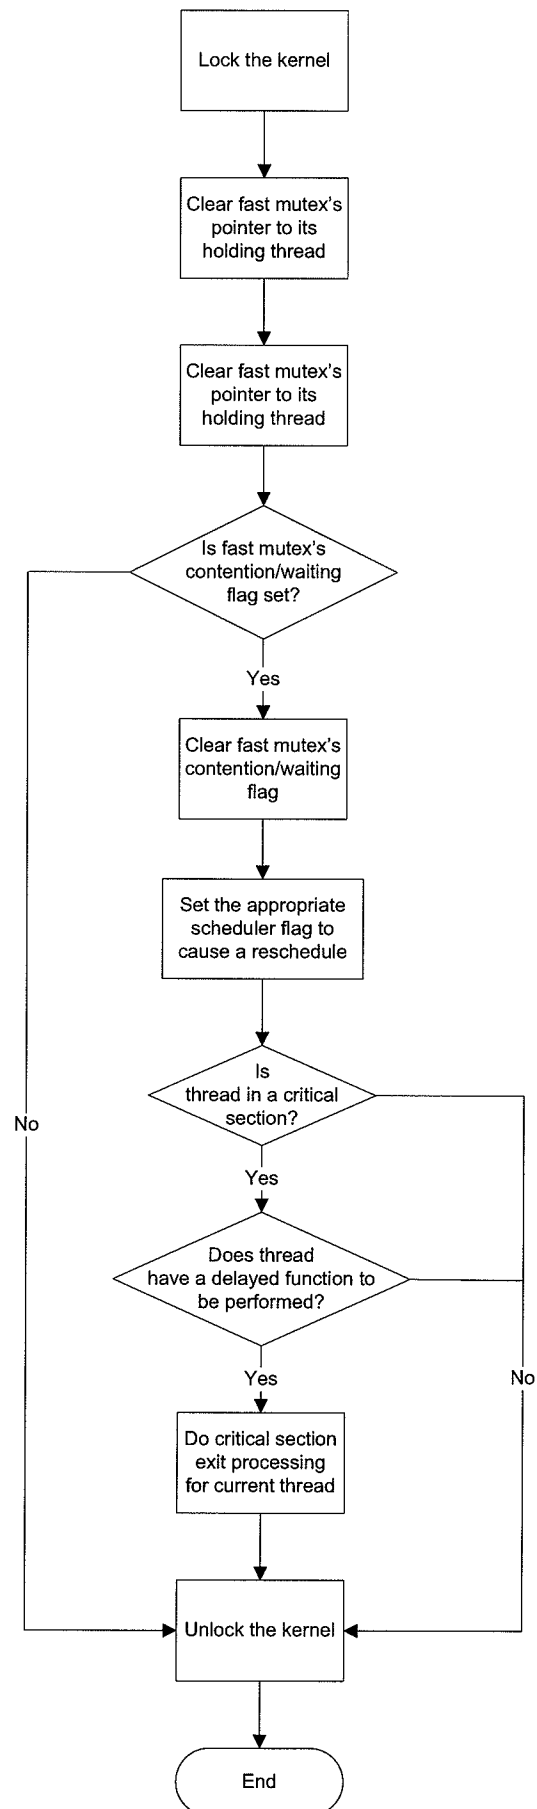 Lock the kernel
Clear fast mutex's
pointer to its
holding thread
Clear fast mutex's
pointer to its
holding thread
Is fast mutex's
contention/waiting
flag set?
Yes
Clear fast mutex's
contention/waiting
flag
Set the appropriate
scheduler flag to
cause a reschedule
Is
thread in a critical
section?
No
Yes
Does thread
have a delayed function to
be performed?
Yes
No
Do critical section
exit processing
for current thread
Unlock the kernel
End